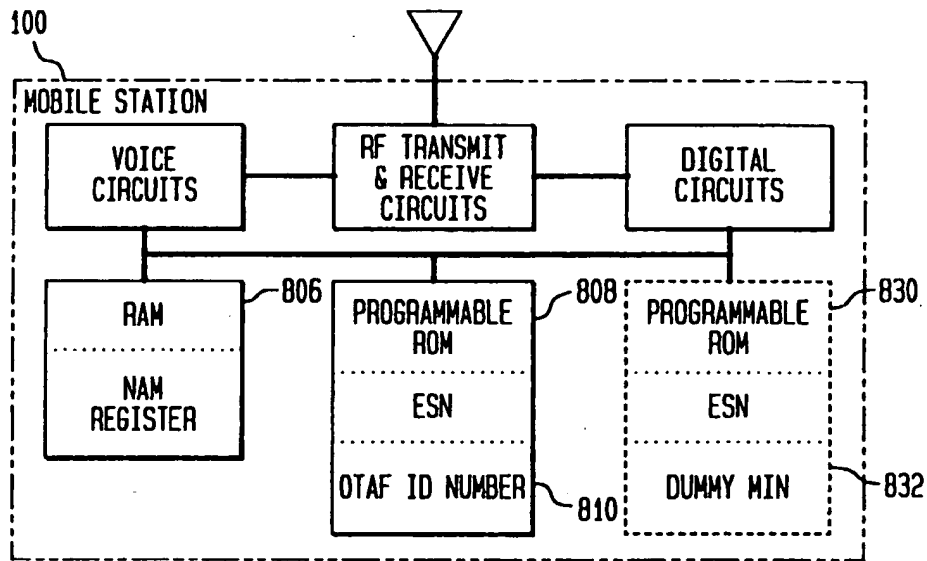 100
MOBILE STATION
VOICE
CIRCUITS
RF TRANSMIT
& RECEIVE
CIRCUITS
DIGITAL
CIRCUITS
RAM
806
NAM
REGISTER
PROGRAMMABLE
ROM
808
ESN
OTAF ID NUMBER
810
PROGRAMMABLE
ROM
830
ESN
DUMMY MIN
832